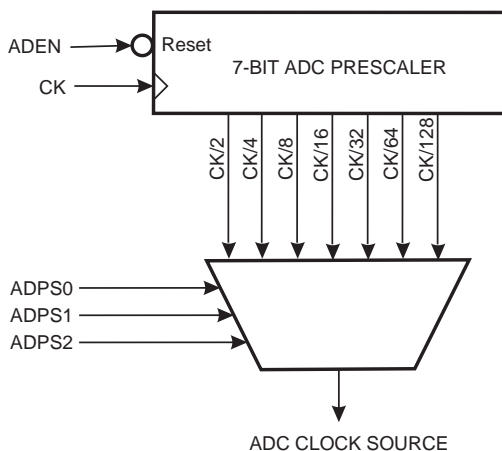 ADEN
Reset
7-BIT ADC PRESCALER
CK
CK/2
CK/4
CK/8
CK/16
CK/32
CK/64
CK/128
ADPS0
ADPS1
ADPS2
ADC CLOCK SOURCE